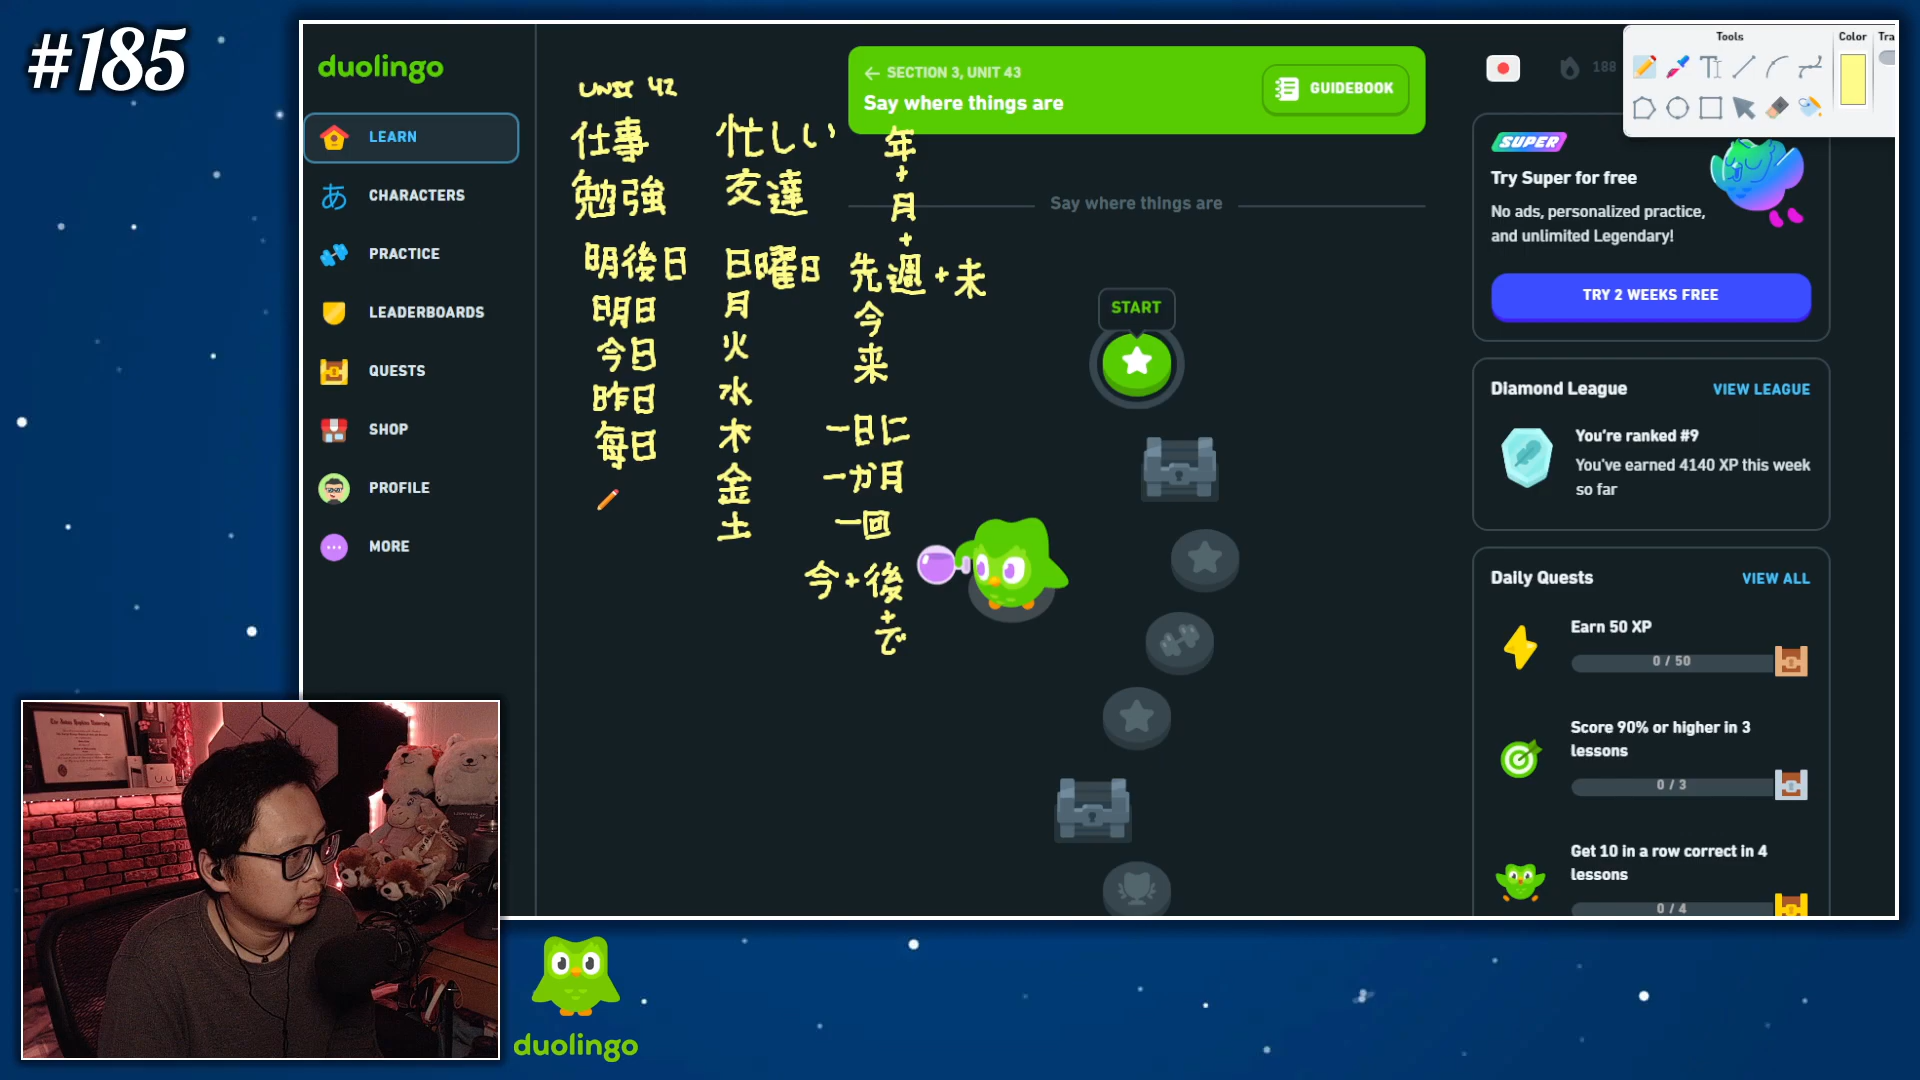 #185
duolingo
LEARN
CHARACTERS
PRACTICE
LEADERBOARDS
QUESTS
SHOP
PROFILE
MORE
UNIT 42
仕事
勉強
明後日
明日
今日
昨日
毎日
忙しい
友達
日曜日
月
火
水
木
金
土
年
+
月
+
先週+未
今
来
一日に
一か月
一回
今+後
+
で
SECTION 3, UNIT 43
Say where things are
GUIDEBOOK
Say where things are
START
188
Tools
Color
Tra
SUPER
Try Super for free
No ads, personalized practice,
and unlimited Legendary!
TRY 2 WEEKS FREE
Diamond League
VIEW LEAGUE
You're ranked #9
You've earned 4140 XP this week
so far
Daily Quests
VIEW ALL
Earn 50 XP
0 / 50
Score 90% or higher in 3
lessons
0 / 3
Get 10 in a row correct in 4
lessons
0 / 4
duolingo